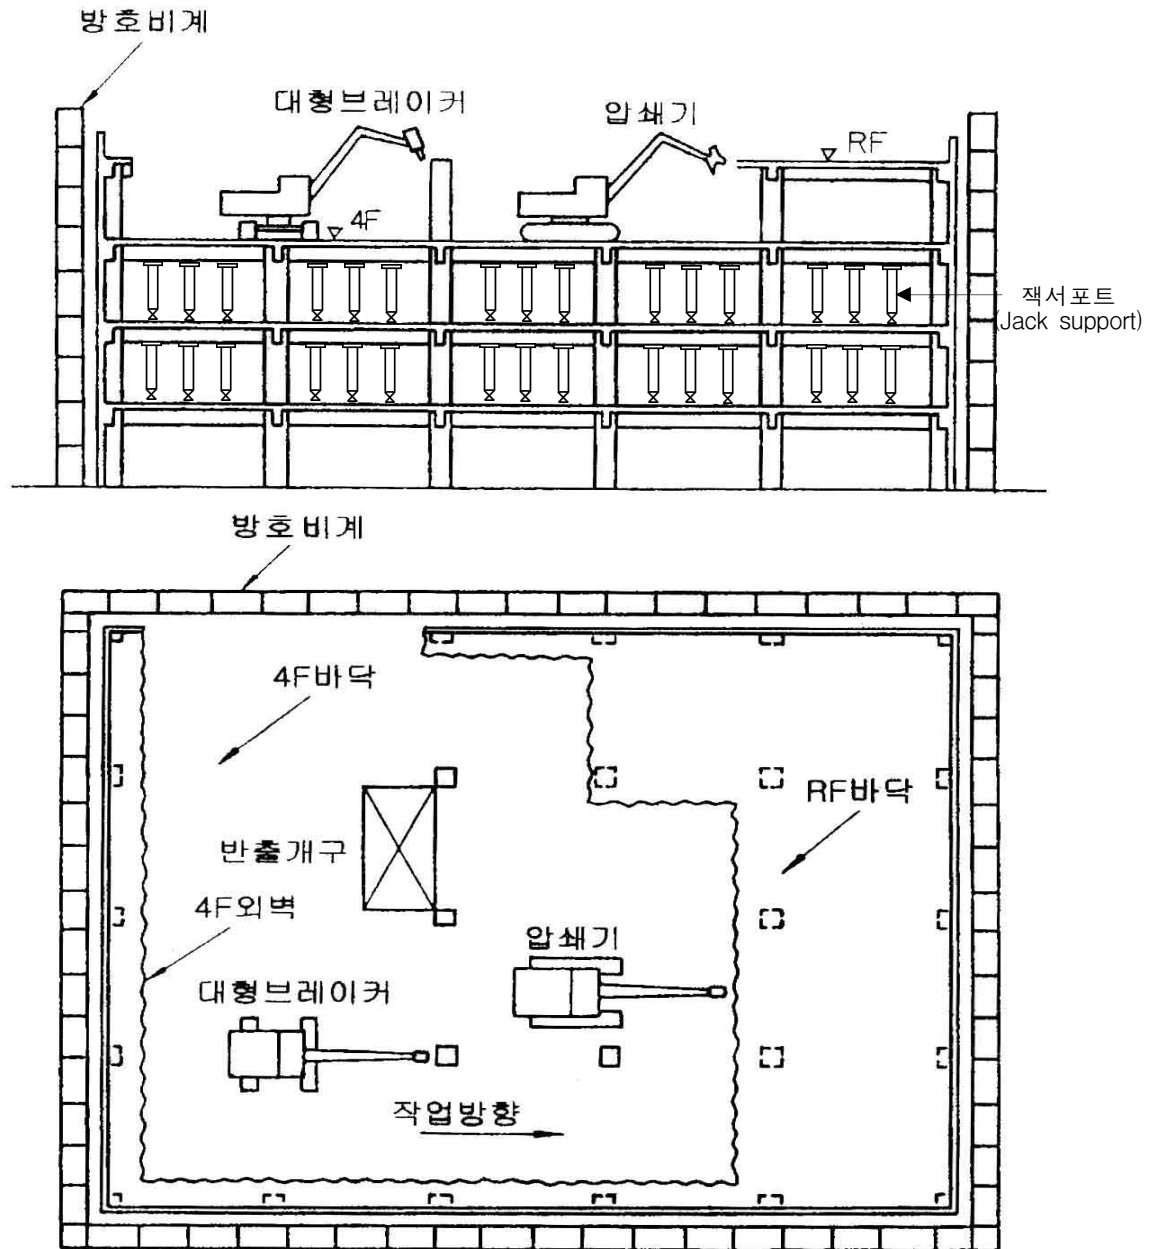 방호비계
대형브레이커
압쇄기
RF
4F
잭서포트
(Jack support)
방호비계
4F바닥
RF바닥
반출개구
4F외벽
압쇄기
대형브레이커
작업방향